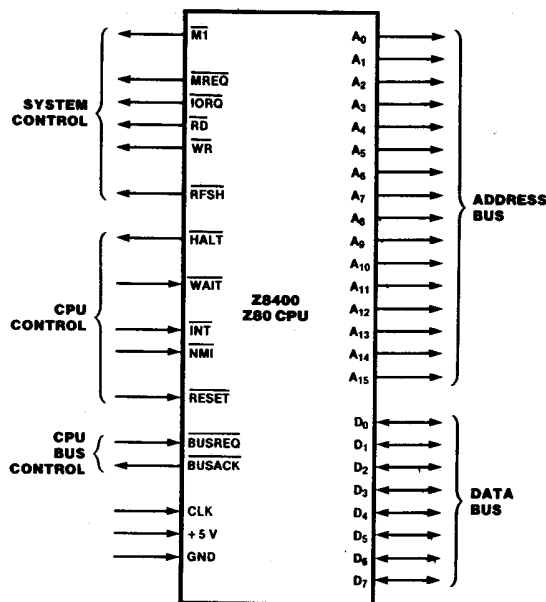 SYSTEM
CONTROL
M1
MREQ
IORQ
RD
WR
RFSH
CPU
CONTROL
HALT
WAIT
INT
NMI
RESET
CPU
BUS
CONTROL
BUSREQ
BUSACK
CLK
+5 V
GND
Z8400
Z80 CPU
A0
A1
A2
A3
A4
A5
A6
A7
A8
A9
A10
A11
A12
A13
A14
A15
ADDRESS
BUS
D0
D1
D2
D3
D4
D5
D6
D7
DATA
BUS